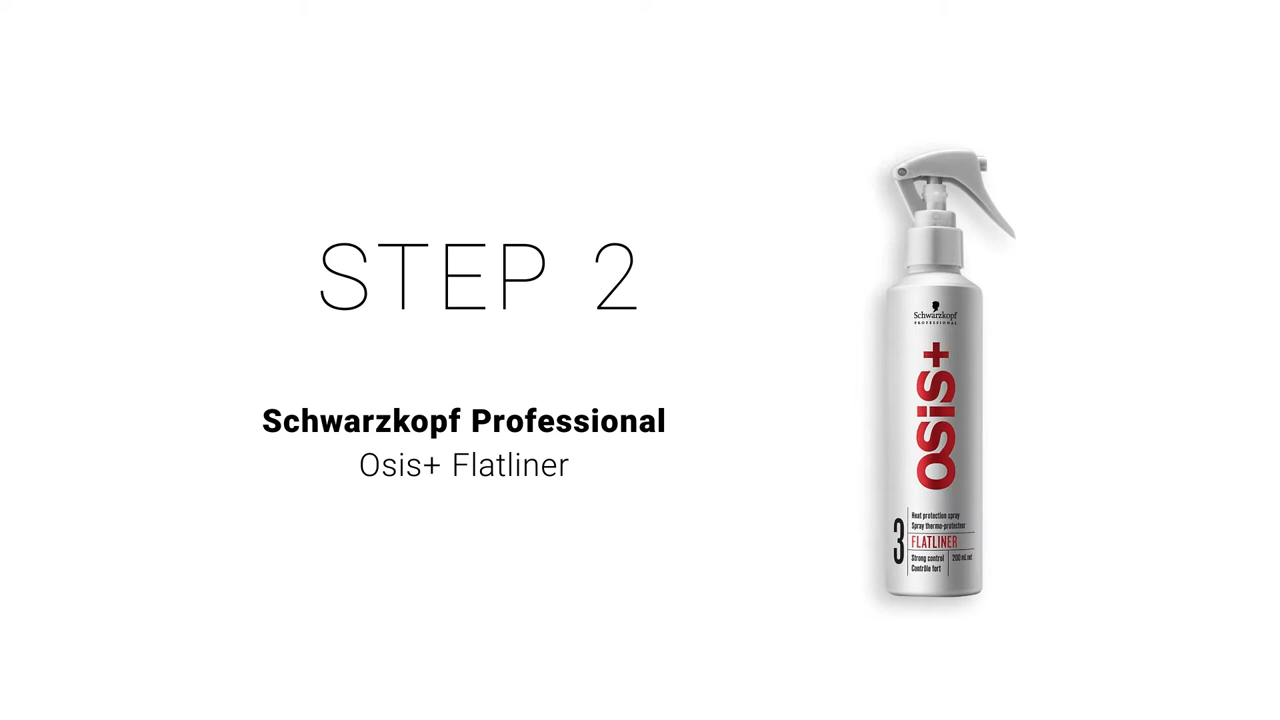 STEP 2
Schwarzkopf Professional
Osis+ Flatliner
Schwarzkopf
PROFESSIONAL
OSiS+
3
Heat protection spray
Spray thermo-protecteur
FLATLINER
Strong control
Contrôle fort
200 mL net